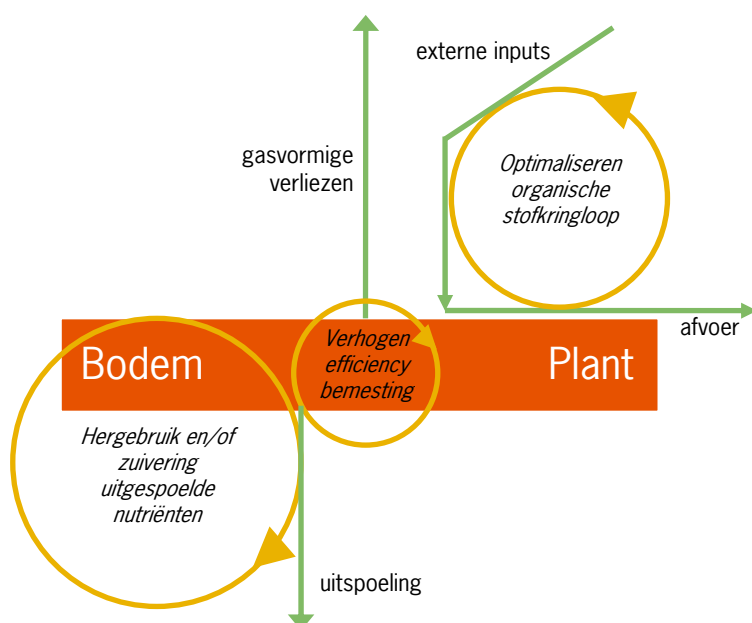 externe inputs
gasvormige
verliezen
Optimaliseren
organische
stofkringloop
afvoer
Bodem
Verhogen
efficiency
bemesting
Plant
Hergebruik en/of
zuivering
uitgespoelde
nutriënten
uitspoeling